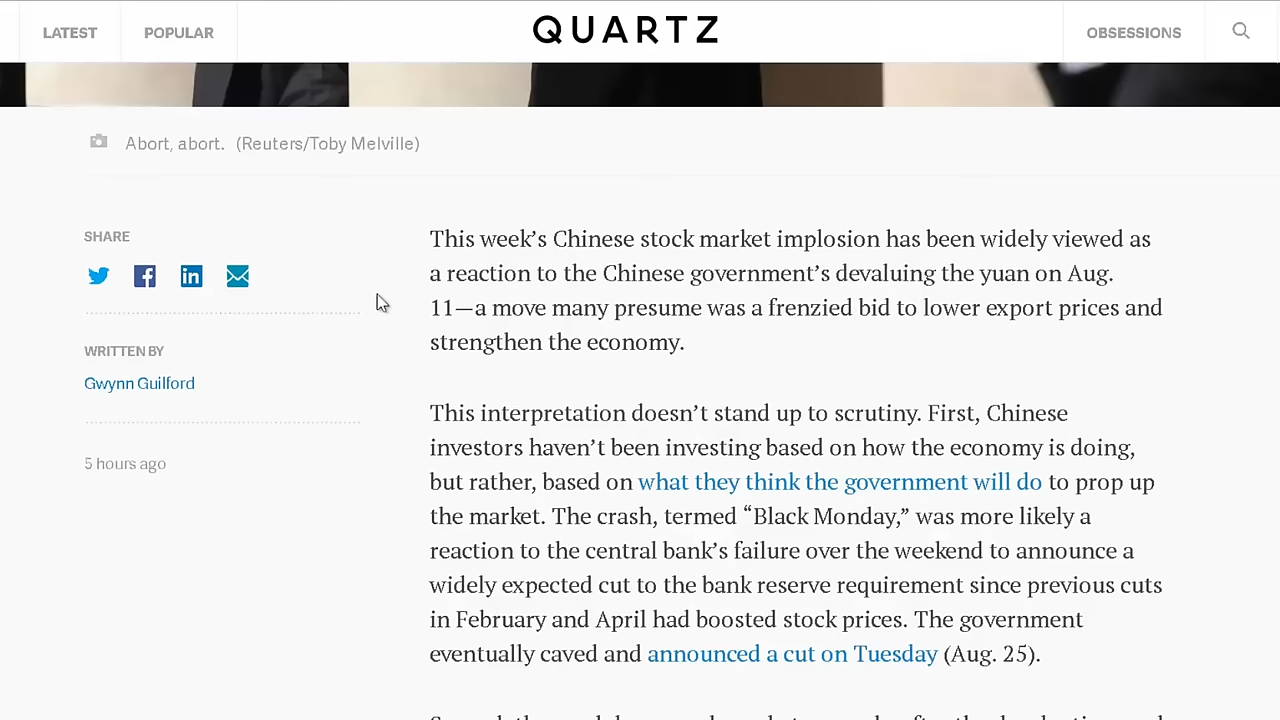 LATEST
POPULAR
QUARTZ
OBSESSIONS
Abort, abort. (Reuters/Toby Melville)
SHARE
WRITTEN BY
Gwynn Guilford
5 hours ago
This week’s Chinese stock market implosion has been widely viewed as
a reaction to the Chinese government’s devaluing the yuan on Aug.
11—a move many presume was a frenzied bid to lower export prices and
strengthen the economy.
This interpretation doesn’t stand up to scrutiny. First, Chinese
investors haven’t been investing based on how the economy is doing,
but rather, based on what they think the government will do to prop up
the market. The crash, termed “Black Monday,” was more likely a
reaction to the central bank’s failure over the weekend to announce a
widely expected cut to the bank reserve requirement since previous cuts
in February and April had boosted stock prices. The government
eventually caved and announced a cut on Tuesday (Aug. 25).